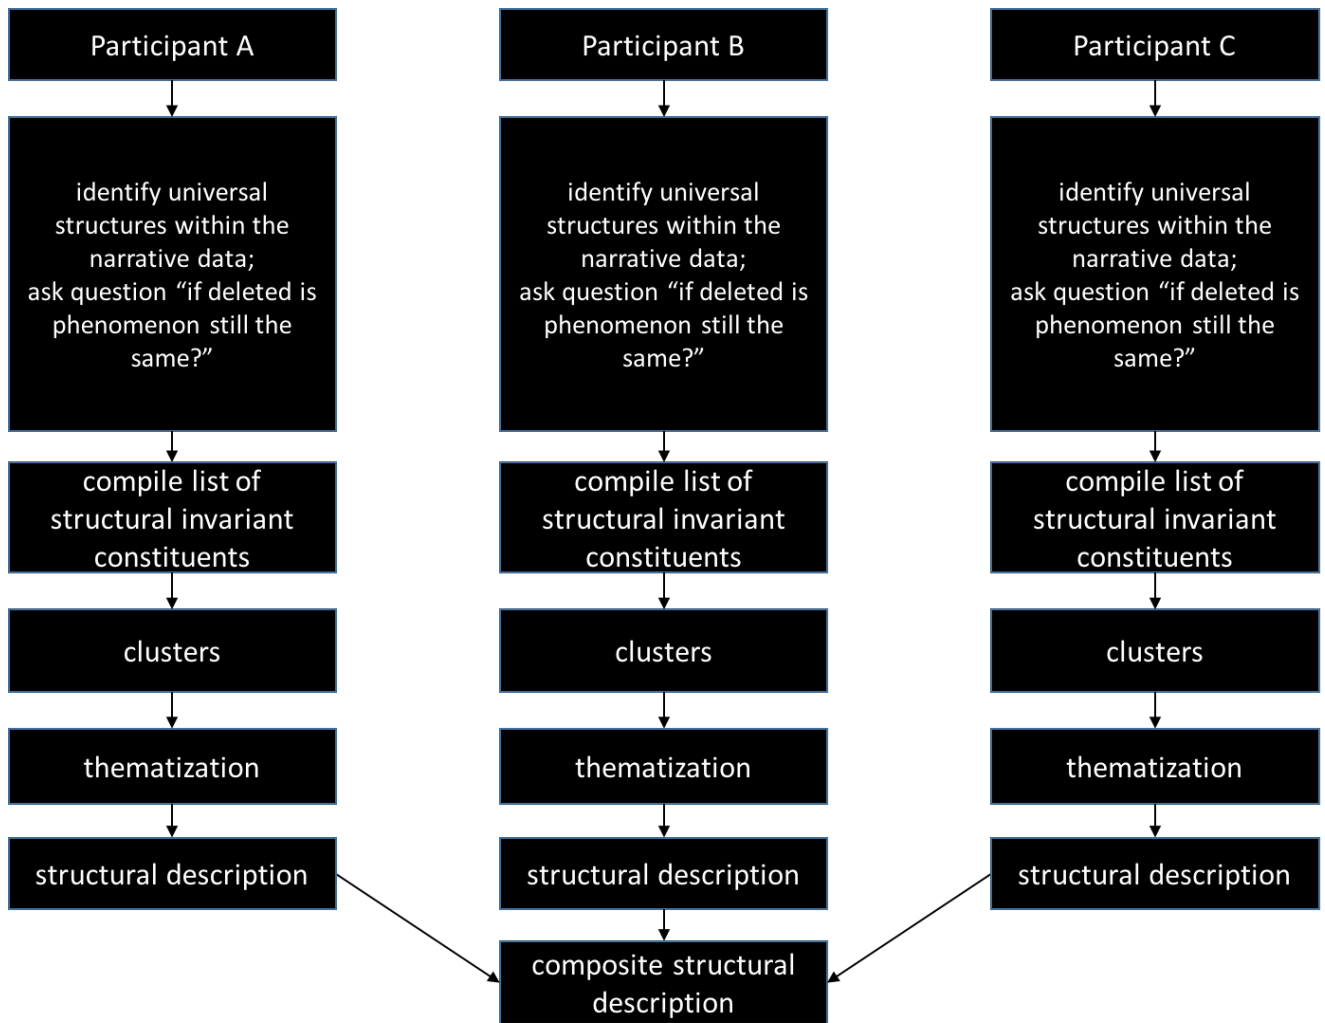 Participant A
identify universal
structures within the
narrative data;
ask question “if deleted is
phenomenon still the
same?”
compile list of
structural invariant
constituents
clusters
thematization
structural description
Participant B
identify universal
structures within the
narrative data;
ask question “if deleted is
phenomenon still the
same?”
compile list of
structural invariant
constituents
clusters
thematization
structural description
Participant C
identify universal
structures within the
narrative data;
ask question “if deleted is
phenomenon still the
same?”
compile list of
structural invariant
constituents
clusters
thematization
structural description
composite structural
description